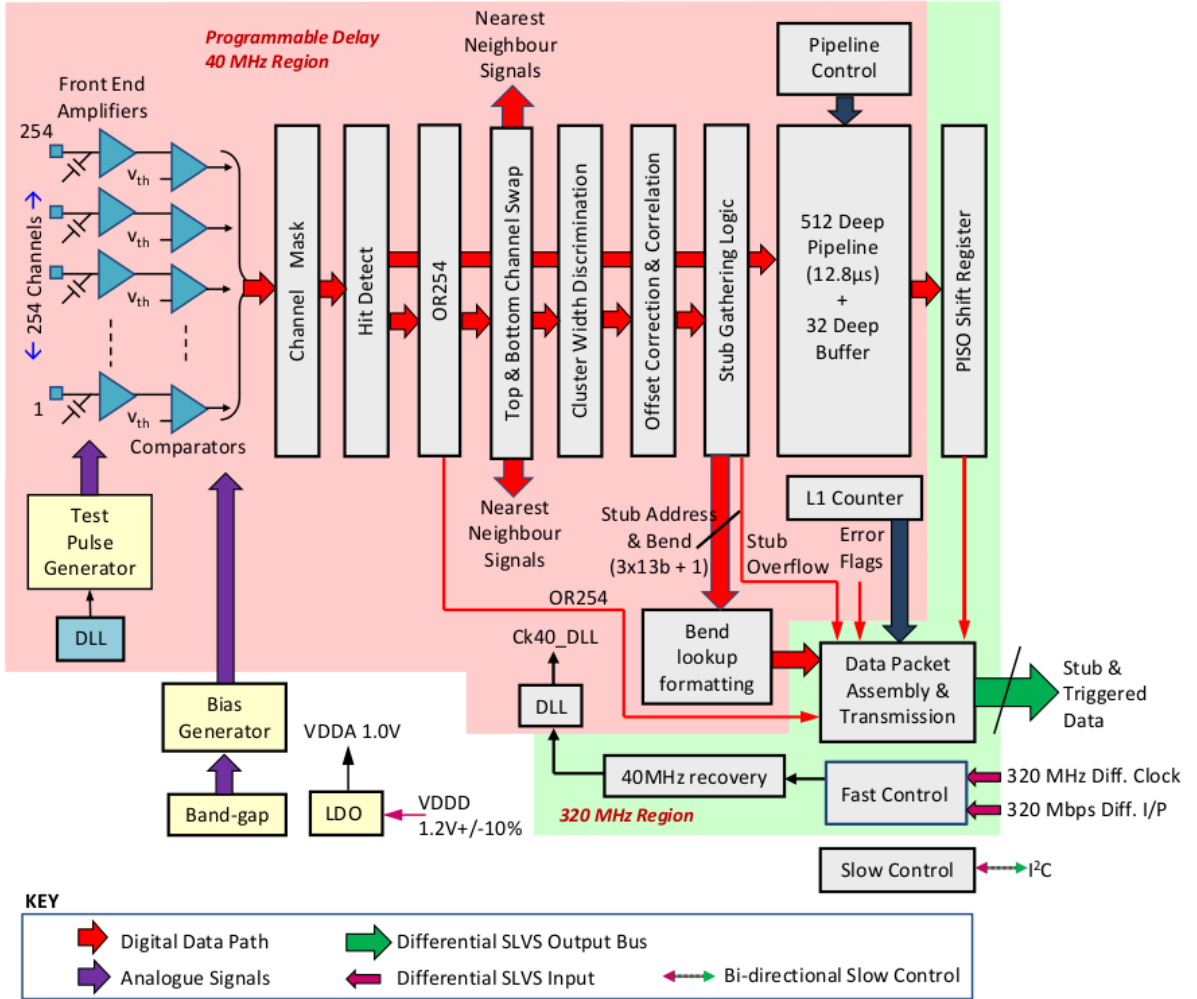 Programmable Delay
40 MHz Region
Nearest
Neighbour
Signals
Pipeline
Control
Front End
Amplifiers
254
254 Channels
1
Vth
Vth
Vth
Vth
Comparators
Channel Mask
Hit Detect
OR254
Top & Bottom Channel Swap
Cluster Width Discrimination
Offset Correction & Correlation
Stub Gathering Logic
512 Deep
Pipeline
(12.8µs)
+
32 Deep
Buffer
PISO Shift Register
Test
Pulse
Generator
DLL
Nearest
Neighbour
Signals
Stub Address
& Bend
(3x13b + 1)
Stub
Overflow
L1 Counter
Error
Flags
OR254
Ck40_DLL
DLL
Bend
lookup
formatting
Data Packet
Assembly &
Transmission
Stub &
Triggered
Data
Bias
Generator
Band-gap
VDDA 1.0V
LDO
VDDD
1.2V+/-10%
40MHz recovery
Fast Control
320 MHz Diff. Clock
320 Mbps Diff. I/P
320 MHz Region
Slow Control
I²C
KEY
Digital Data Path
Differential SLVS Output Bus
Analogue Signals
Differential SLVS Input
Bi-directional Slow Control